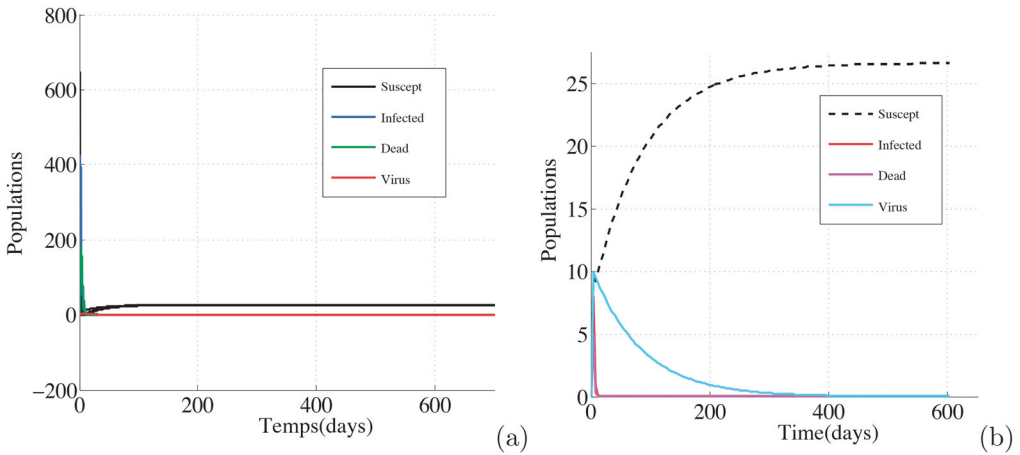 800
600
400
200
0
−200
Populations
Suspect
Infected
Dead
Virus
0
200
400
600
Temps(days)
(a)
25
20
15
10
5
0
Populations
Suscept
Infected
Dead
Virus
0
200
400
600
Time(days)
(b)